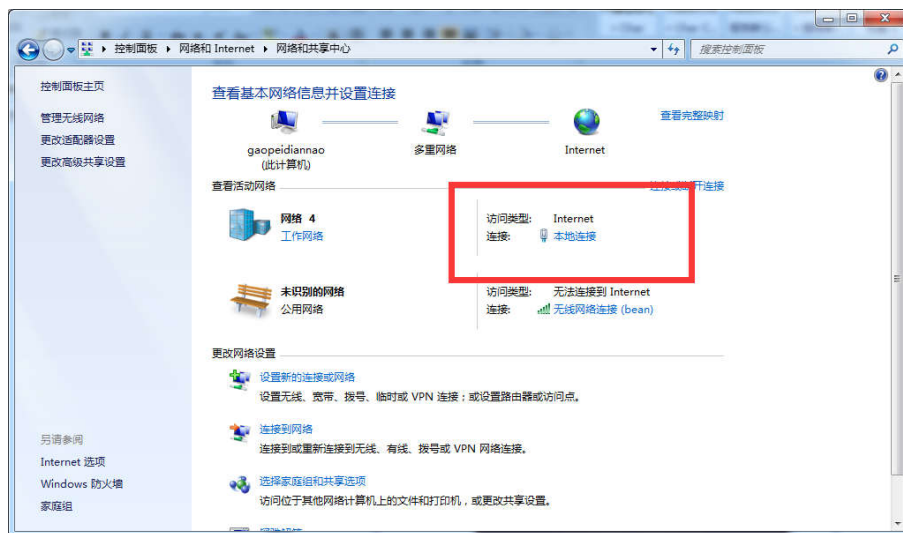 控制面板 ▸ 网络和 Internet ▸ 网络和共享中心
搜索控制面板
控制面板主页
管理无线网络
更改适配器设置
更改高级共享设置
查看基本网络信息并设置连接
查看完整映射
gaopeidiannao
(此计算机)
多重网络
Internet
查看活动网络
开连接
网络 4
工作网络
访问类型: Internet
连接: 本地连接
未识别的网络
公用网络
访问类型: 无法连接到 Internet
连接: 无线网络连接 (bean)
更改网络设置
设置新的连接或网络
设置无线、宽带、拨号、临时或 VPN 连接；或设置路由器或访问点。
连接到网络
连接到或重新连接到无线、有线、拨号或 VPN 网络连接。
选择家庭组和共享选项
访问位于其他网络计算机上的文件和打印机，或更改共享设置。
另请参阅
Internet 选项
Windows 防火墙
家庭组